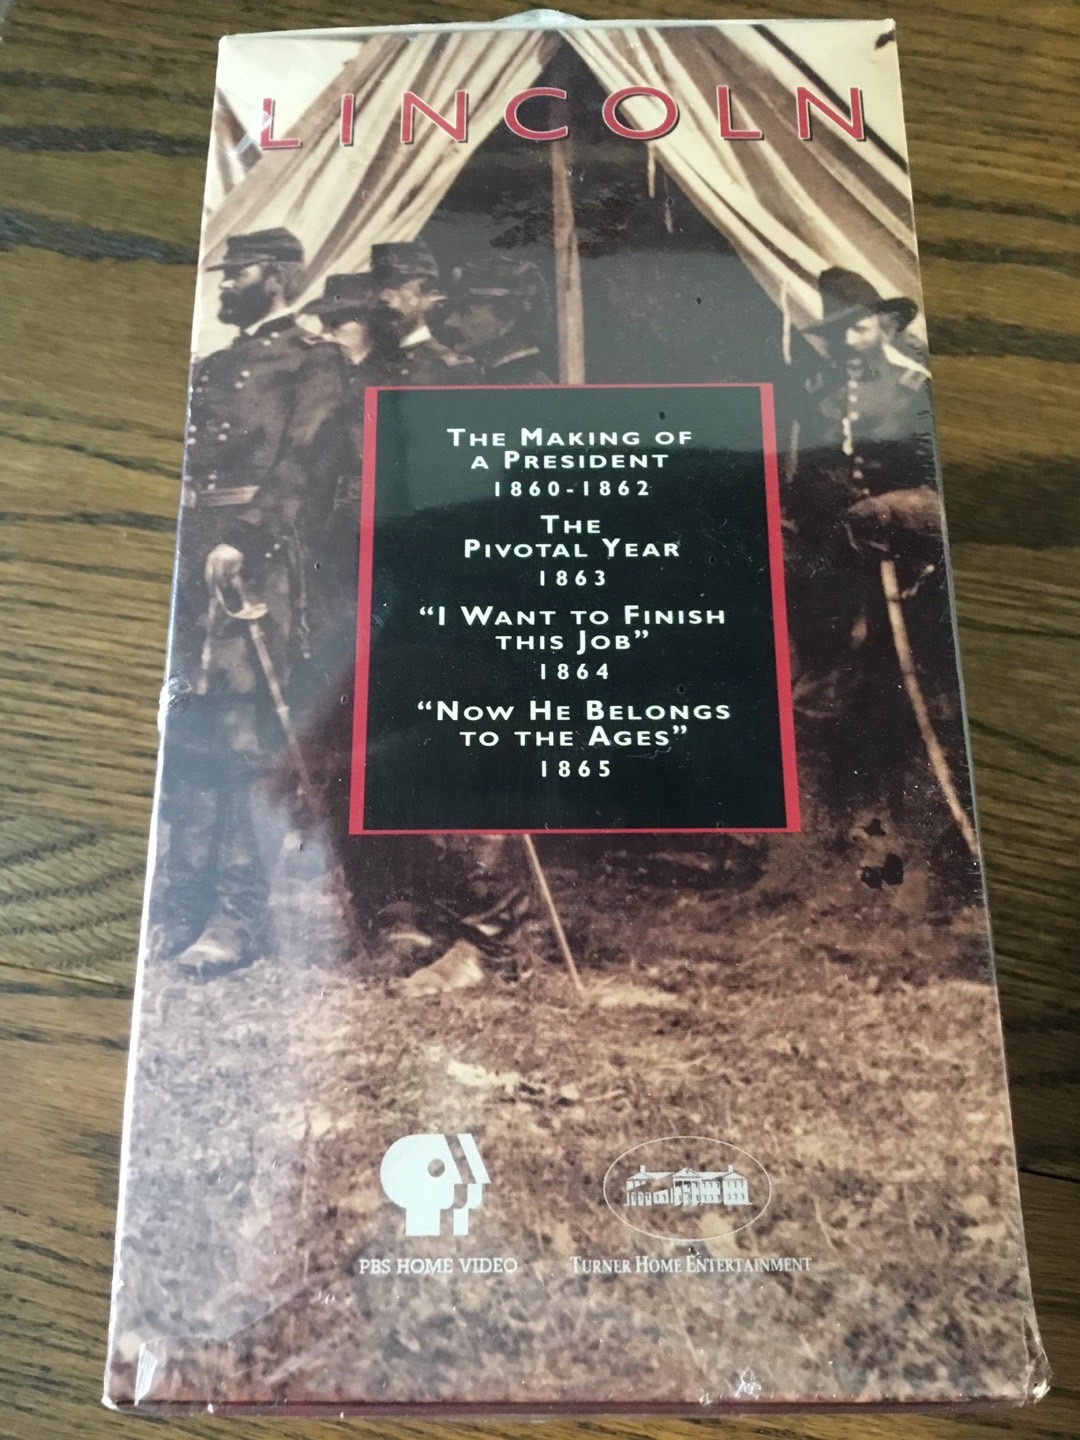 LINCOLN
THE MAKING OF
A PRESIDENT
1860-1862
THE
PIVOTAL YEAR
1863
“I WANT TO FINISH
THIS JOB”
1864
“NOW HE BELONGS
TO THE AGES”
1865
PBS HOME VIDEO
TURNER HOME ENTERTAINMENT